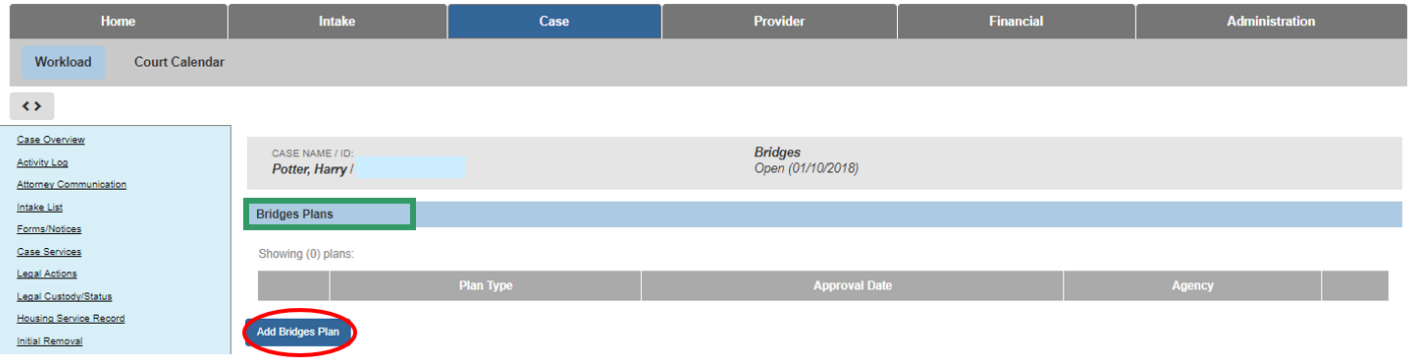 Home Intake Case Provider Financial Administration
Workload Court Calendar
Case Overview
Activity Log
Attorney Communication
Intake List
Forms/Notices
Case Services
Legal Actions
Legal Custody/Status
Housing Service Record
Initial Removal
CASE NAME / ID:
Potter, Harry /
Bridges
Open (01/10/2018)
Bridges Plans
Showing (0) plans:
Plan Type Approval Date Agency
Add Bridges Plan